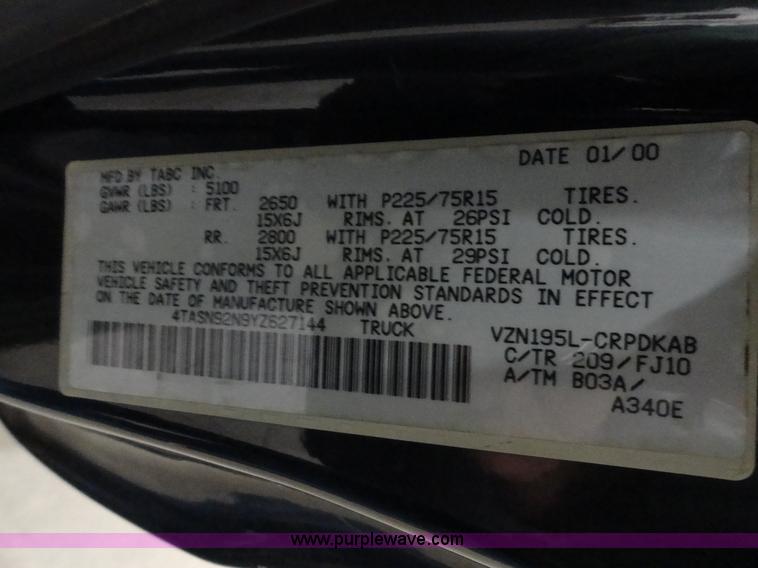 DATE 01/00
MFD BY TABC INC.
GVWR (LBS) : 5100
GAWR (LBS) : FRT. 2650 WITH P225/75R15 TIRES.
15X6J RIMS. AT 26PSI COLD.
RR. 2800 WITH P225/75R15 TIRES.
15X6J RIMS. AT 29PSI COLD.
THIS VEHICLE CONFORMS TO ALL APPLICABLE FEDERAL MOTOR
VEHICLE SAFETY AND THEFT PREVENTION STANDARDS IN EFFECT
ON THE DATE OF MANUFACTURE SHOWN ABOVE.
4TASN92N9YZ627144 TRUCK VZN195L-CRPDKAB
C/TR 209/FJ10
A/TM B03A/
A340E
www.purplewave.com